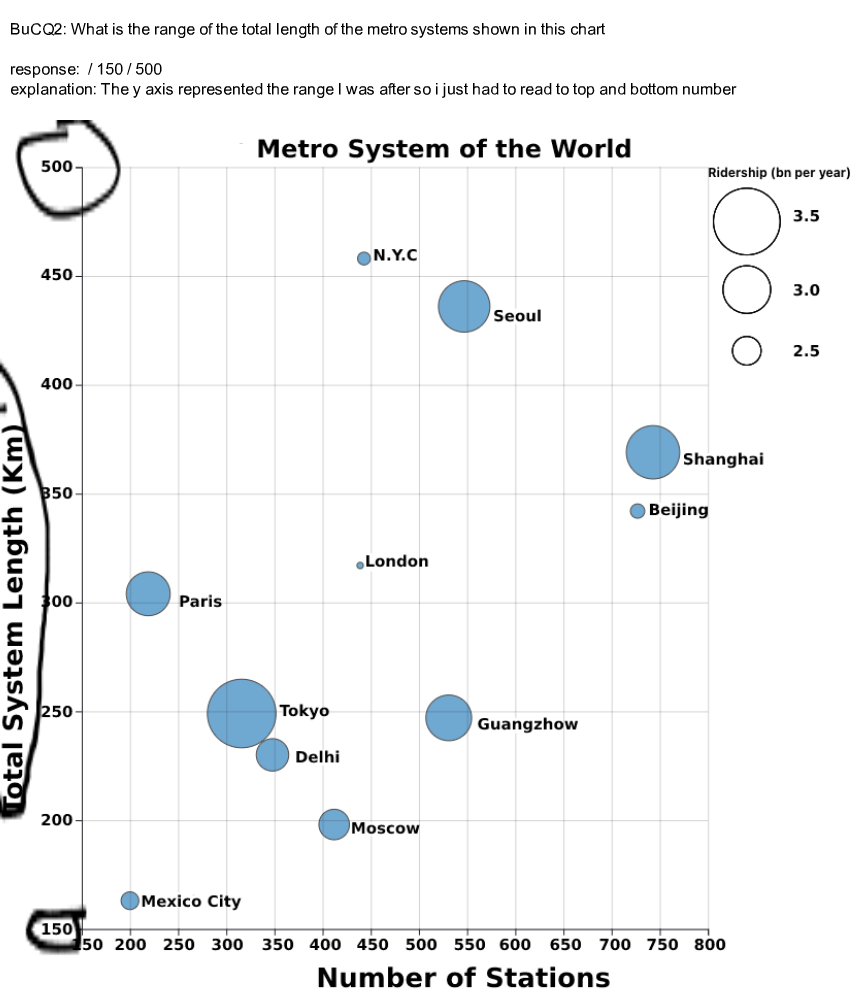 BuCQ2: What is the range of the total length of the metro systems shown in this chart
response:  / 150 / 500
explanation: The y axis represented the range I was after so i just had to read to top and bottom number
Metro System of the World
Ridership (bn per year)
3.5
3.0
2.5
Total System Length (Km)
500
450
400
350
300
250
200
150
N.Y.C
Seoul
Shanghai
Beijing
London
Paris
Tokyo
Guangzhow
Delhi
Moscow
Mexico City
150 200 250 300 350 400 450 500 550 600 650 700 750 800
Number of Stations